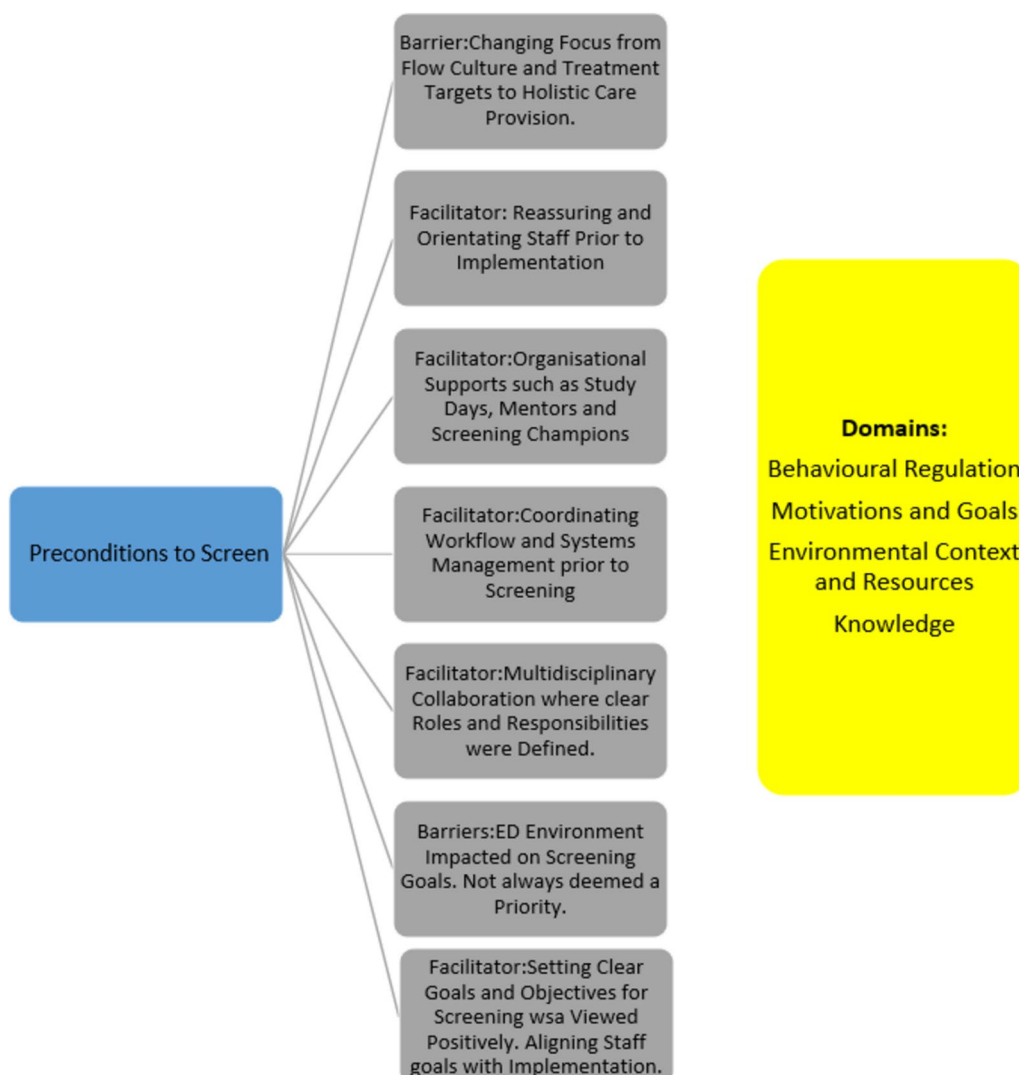 Barrier:Changing Focus from
Flow Culture and Treatment
Targets to Holistic Care
Provision.
Facilitator: Reassuring and
Orientating Staff Prior to
Implementation
Facilitator:Organisational
Supports such as Study
Days, Mentors and
Screening Champions
Preconditions to Screen
Facilitator:Coordinating
Workflow and Systems
Management prior to
Screening
Facilitator:Multidisciplinary
Collaboration where clear
Roles and Responsibilities
were Defined.
Barriers:ED Environment
Impacted on Screening
Goals. Not always deemed a
Priority.
Facilitator:Setting Clear
Goals and Objectives for
Screening wsa Viewed
Positively. Aligning Staff
goals with Implementation.
Domains:
Behavioural Regulation
Motivations and Goals
Environmental Context
and Resources
Knowledge